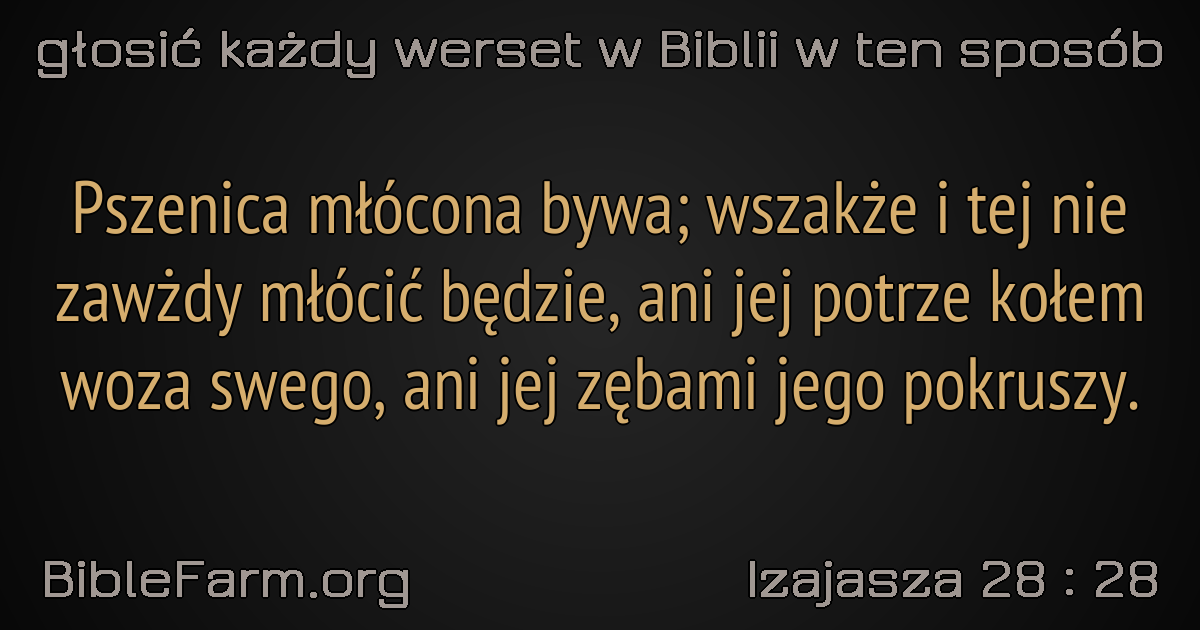 głosić każdy werset w Biblii w ten sposób
Pszenica młócona bywa; wszakże i tej nie
zawżdy młócić będzie, ani jej potrze kołem
woza swego, ani jej zębami jego pokruszy.
BibleFarm.org
Izajasza 28 : 28